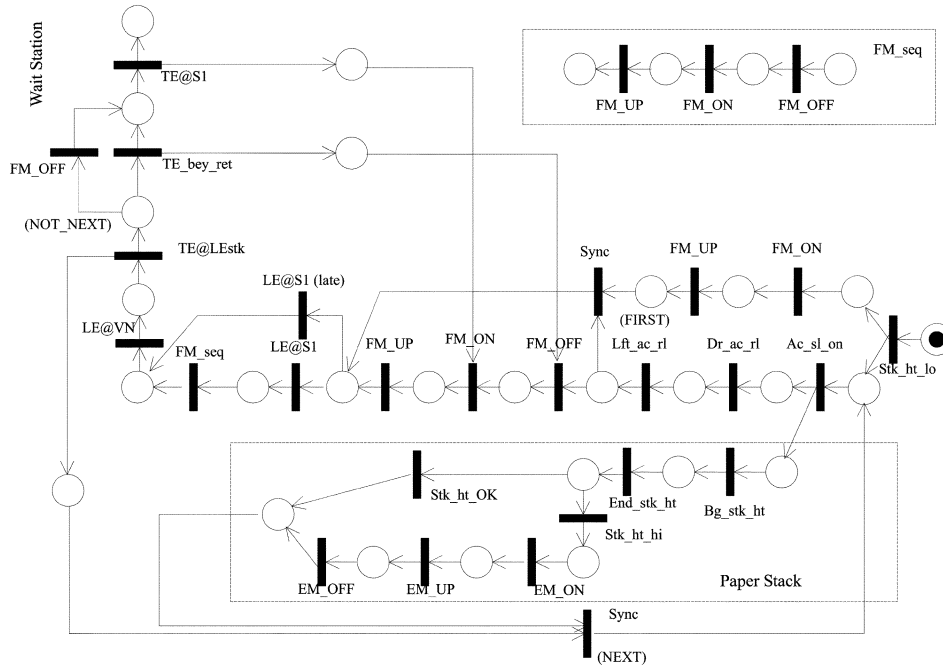 Wait Station
TE@S1
FM_seq
FM_UP
FM_ON
FM_OFF
FM_OFF
TE_bey_ret
(NOT_NEXT)
TE@LEstk
Sync
FM_UP
FM_ON
LE@S1 (late)
(FIRST)
LE@VN
FM_seq
LE@S1
FM_UP
FM_ON
FM_OFF
Lft_ac_rl
Dr_ac_rl
Ac_sl_on
Stk_ht_lo
Stk_ht_OK
End_stk_ht
Bg_stk_ht
Stk_ht_hi
EM_OFF
EM_UP
EM_ON
Paper Stack
Sync
(NEXT)